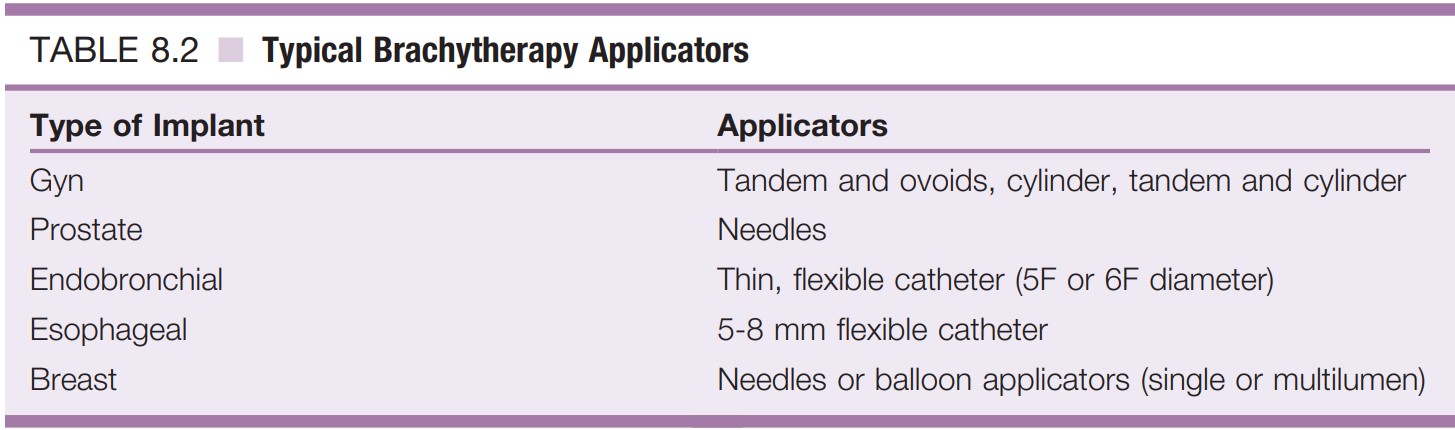 TABLE 8.2 Typical Brachytherapy Applicators
Type of Implant Applicators
Gyn Tandem and ovoids, cylinder, tandem and cylinder
Prostate Needles
Endobronchial Thin, flexible catheter (5F or 6F diameter)
Esophageal 5-8 mm flexible catheter
Breast Needles or balloon applicators (single or multilumen)